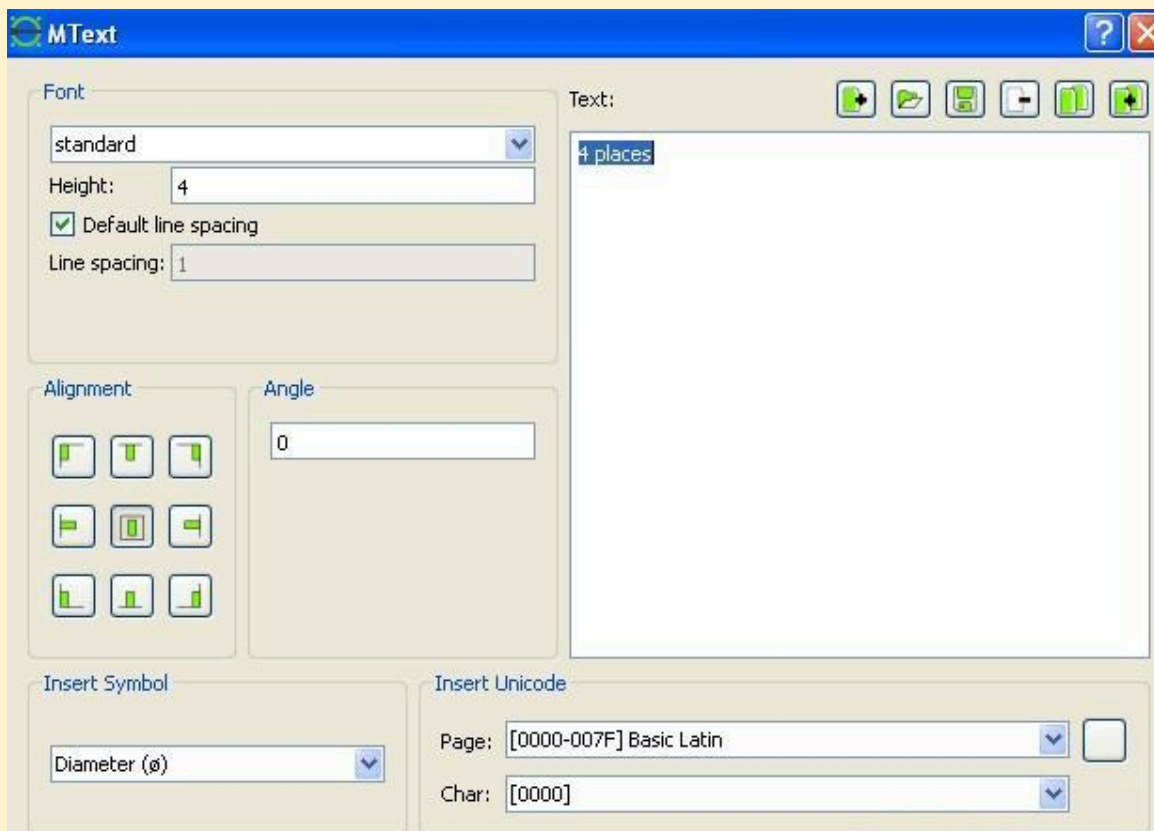 MText
Font
standard
Height: 4
Default line spacing
Line spacing: 1
Text:
4 places
Alignment
Angle
0
Insert Symbol
Diameter (ø)
Insert Unicode
Page: [0000-007F] Basic Latin
Char: [0000]